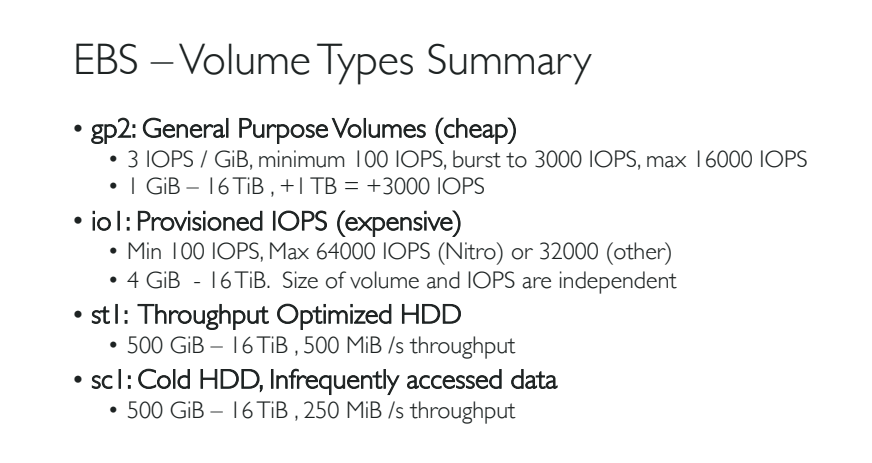 EBS – Volume Types Summary
• gp2: General Purpose Volumes (cheap)
• 3 IOPS / GiB, minimum 100 IOPS, burst to 3000 IOPS, max 16000 IOPS
• 1 GiB – 16 TiB , +1 TB = +3000 IOPS
• io1: Provisioned IOPS (expensive)
• Min 100 IOPS, Max 64000 IOPS (Nitro) or 32000 (other)
• 4 GiB - 16 TiB. Size of volume and IOPS are independent
• st1: Throughput Optimized HDD
• 500 GiB – 16 TiB , 500 MiB /s throughput
• sc1: Cold HDD, Infrequently accessed data
• 500 GiB – 16 TiB , 250 MiB /s throughput